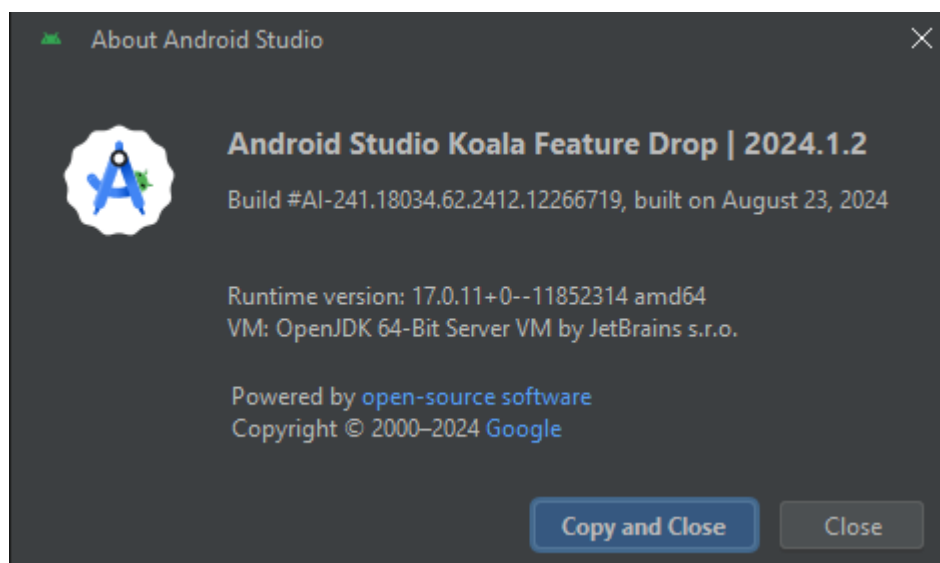 About Android Studio
Android Studio Koala Feature Drop | 2024.1.2
Build #AI-241.18034.62.2412.12266719, built on August 23, 2024
Runtime version: 17.0.11+0--11852314 amd64
VM: OpenJDK 64-Bit Server VM by JetBrains s.r.o.
Powered by open-source software
Copyright © 2000–2024 Google
Copy and Close
Close